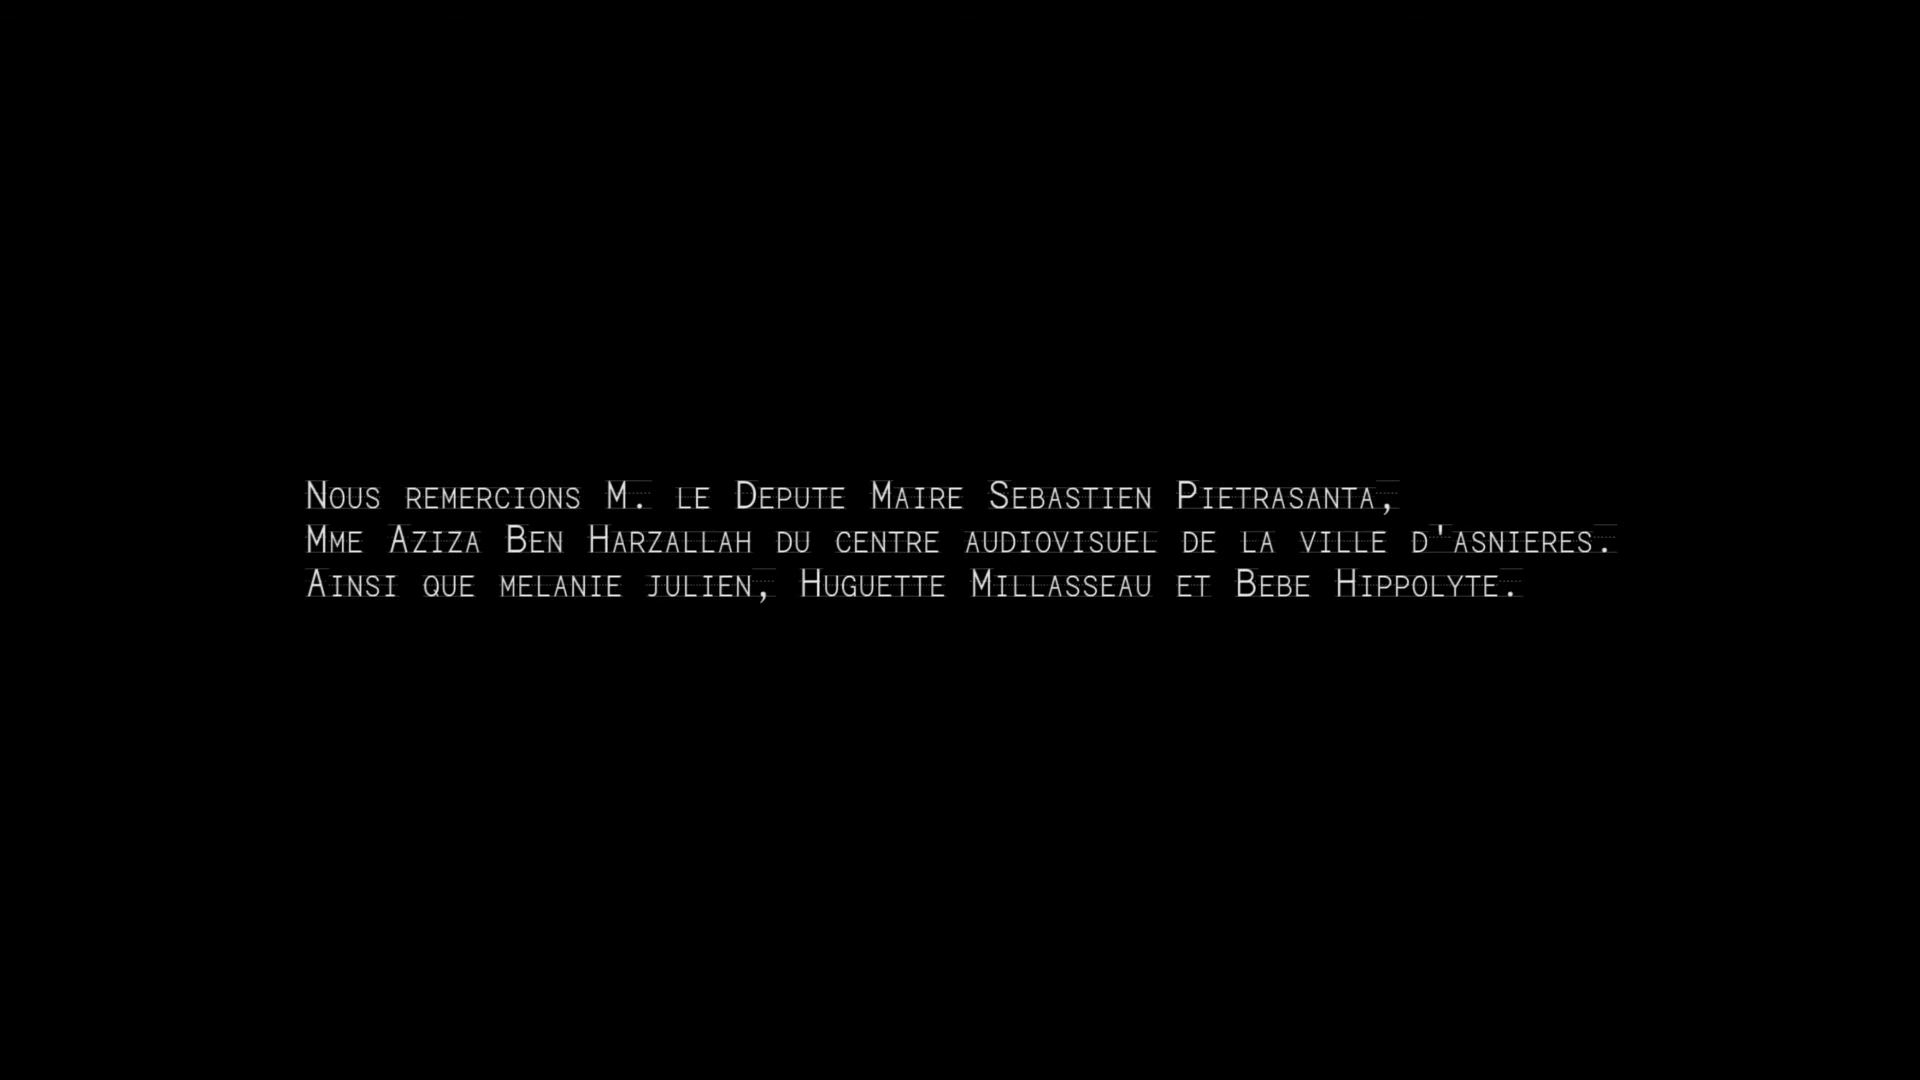 Nous remercions M. le Depute Maire Sebastien Pietrasanta,
Mme Aziza Ben Harzallah du centre audiovisuel de la ville d'asnieres.
Ainsi que melanie julien, Huguette Millasseau et Bebe Hippolyte.